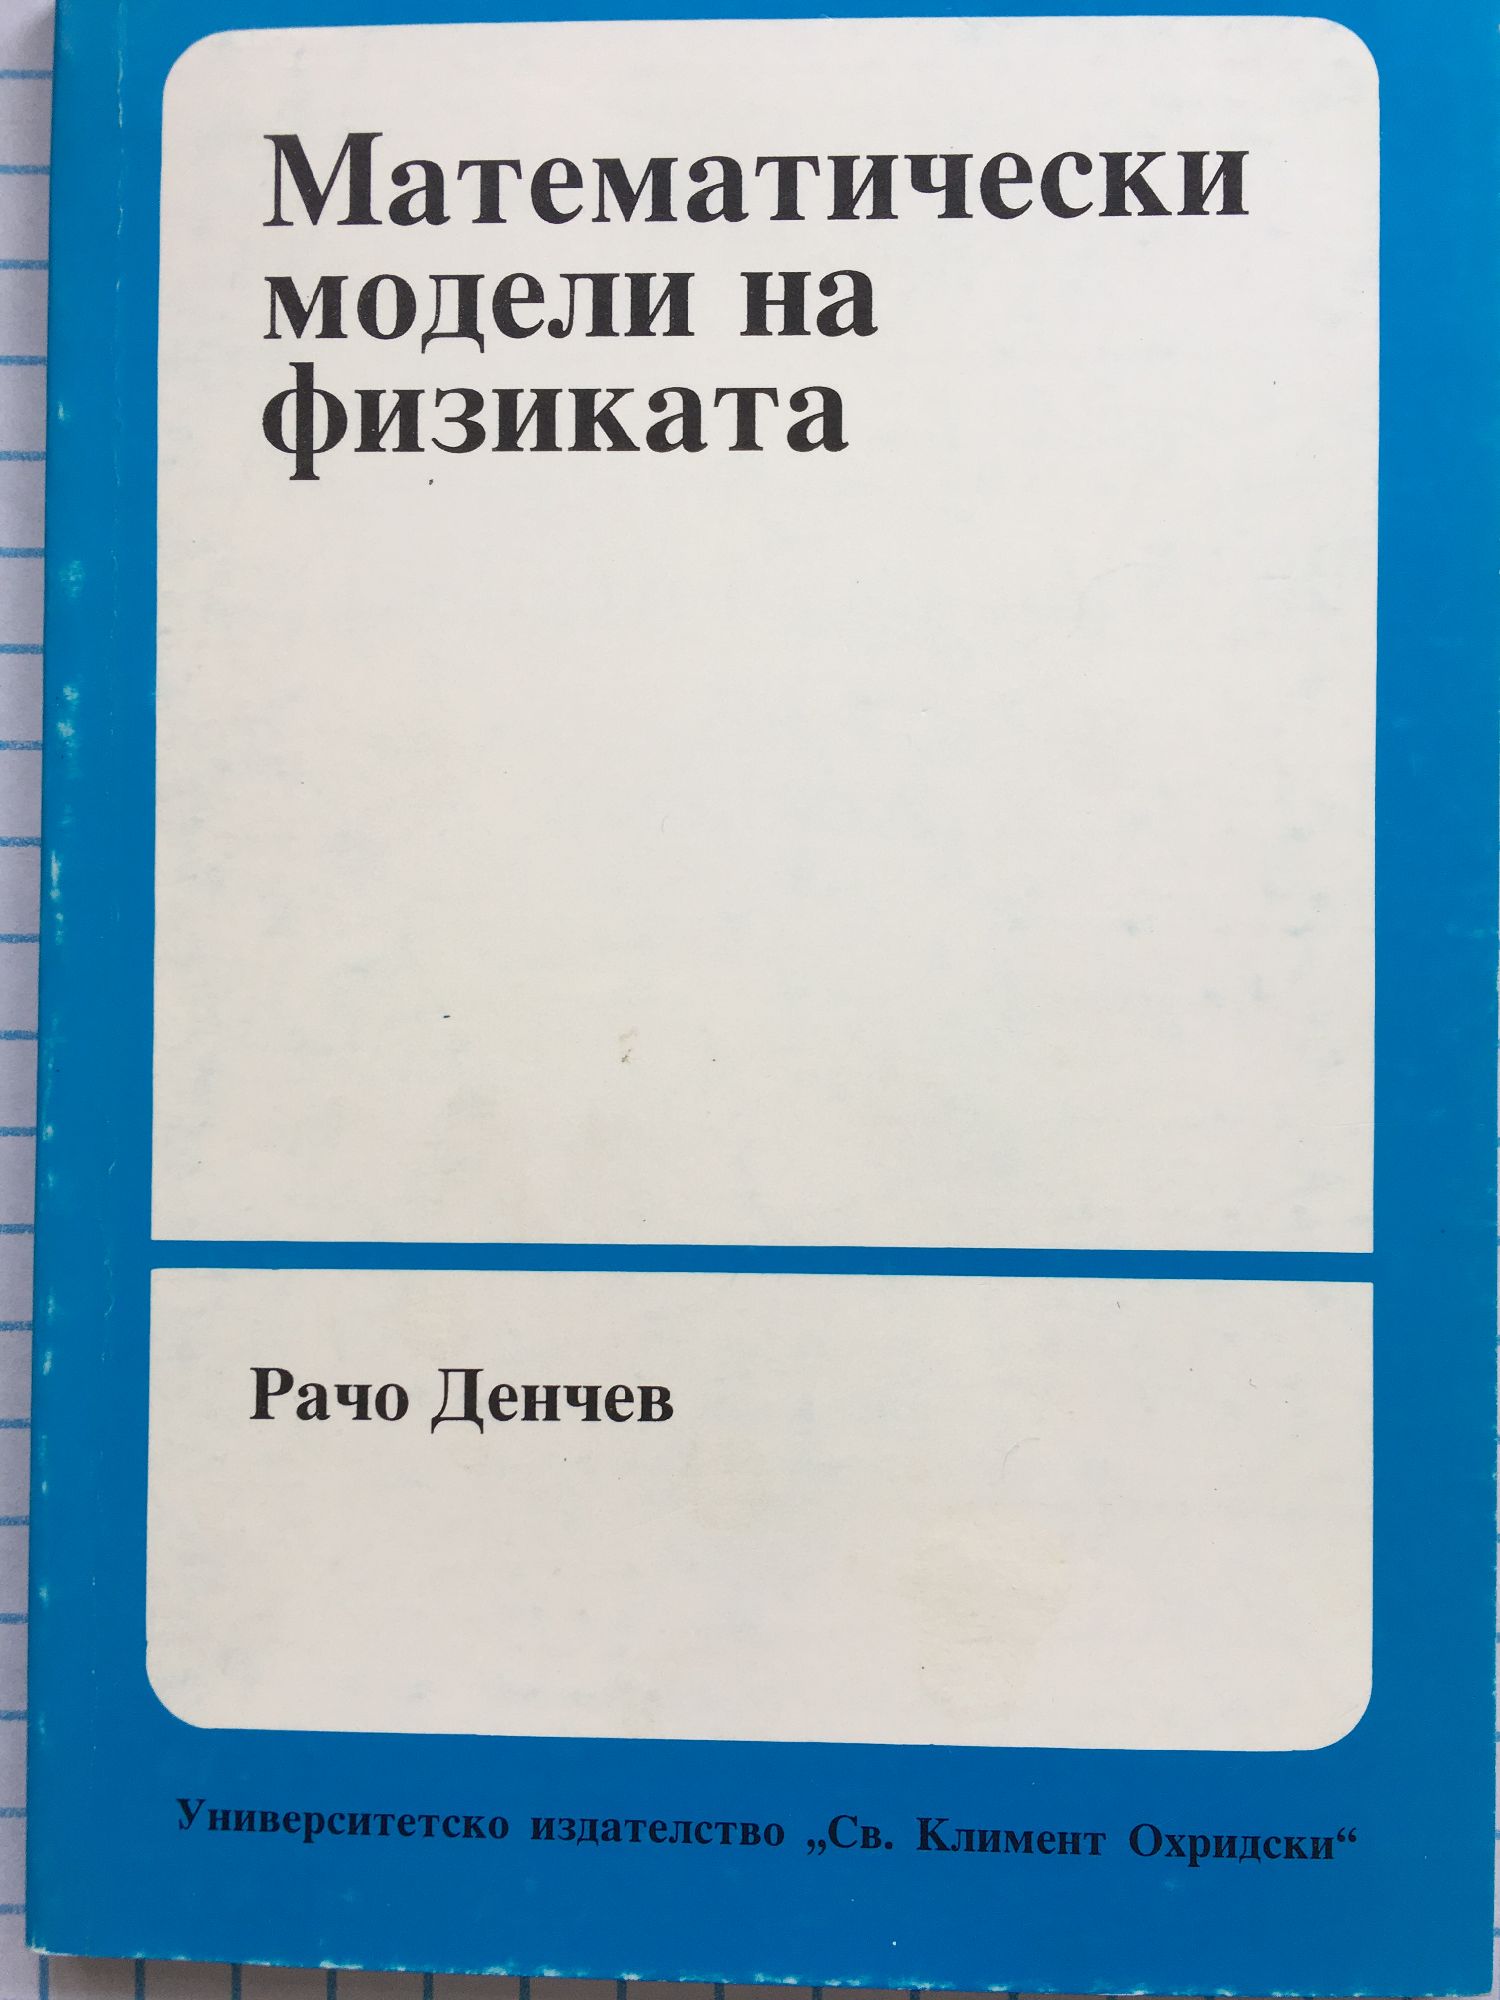 Математически
модели на
физиката
Рачо Денчев
Университетско издателство „Св. Климент Охридски“